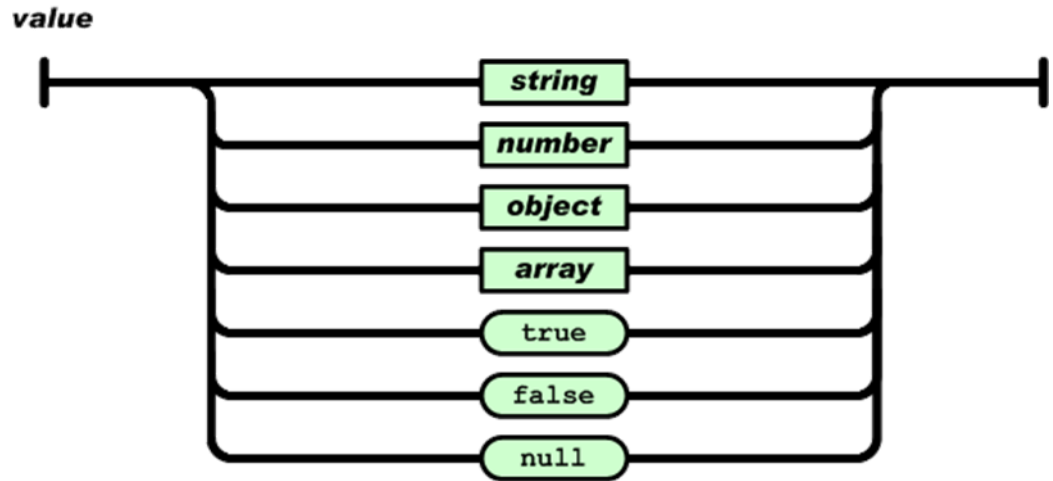 value
string
number
object
array
true
false
null